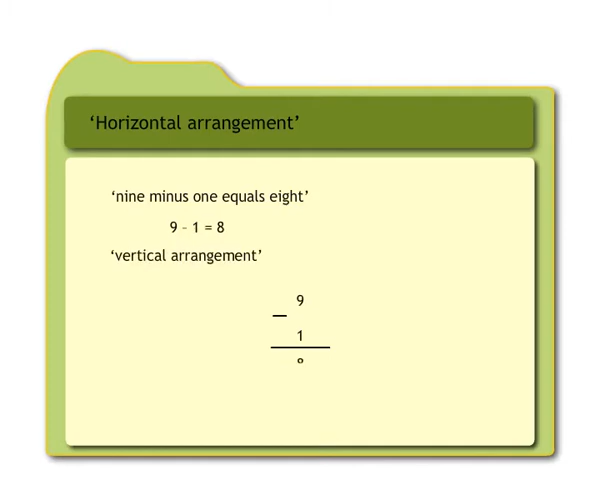 ‘Horizontal arrangement’
‘nine minus one equals eight’
9 – 1 = 8
‘vertical arrangement’
9
—
1